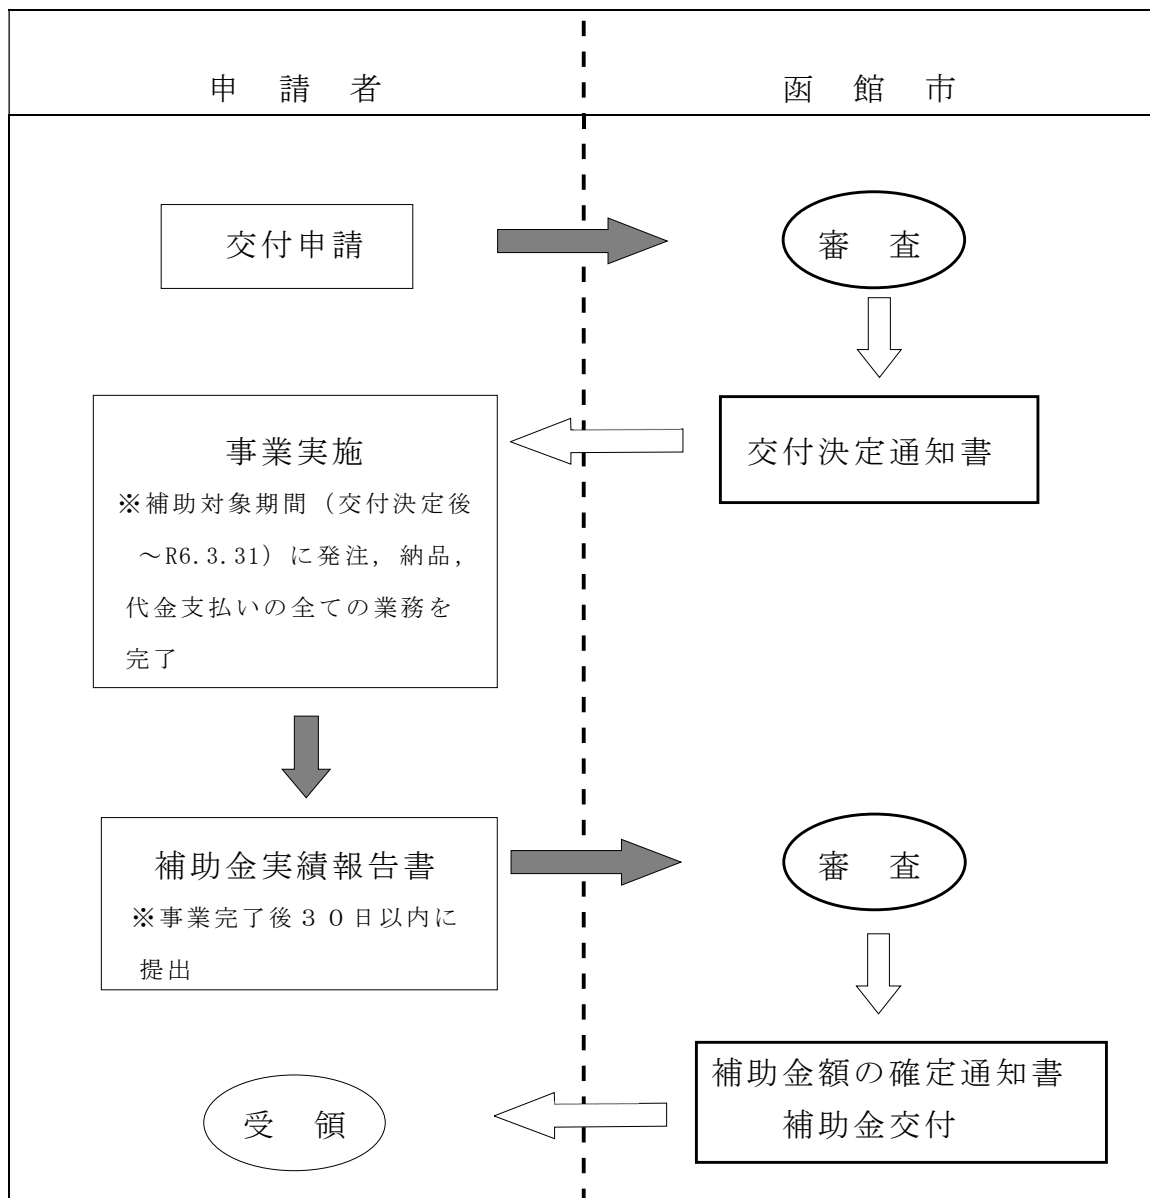 申請者
函館市
交付申請
審査
交付決定通知書
事業実施
※補助対象期間（交付決定後
～R6.3.31）に発注，納品，
代金支払いの全ての業務を
完了
補助金実績報告書
※事業完了後３０日以内に
提出
審査
補助金額の確定通知書
補助金交付
受領